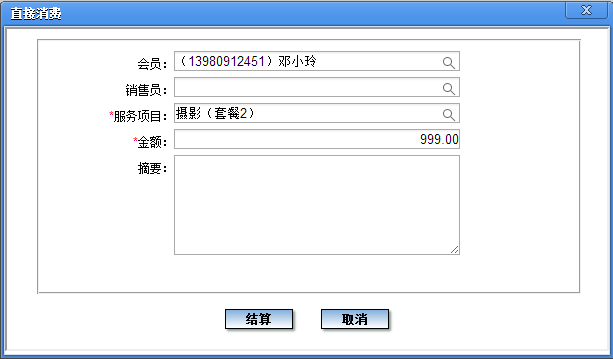 直接消费
会员：（13980912451）邓小玲
销售员：
*服务项目：摄影（套餐2）
*金额：999.00
摘要：
结算 取消